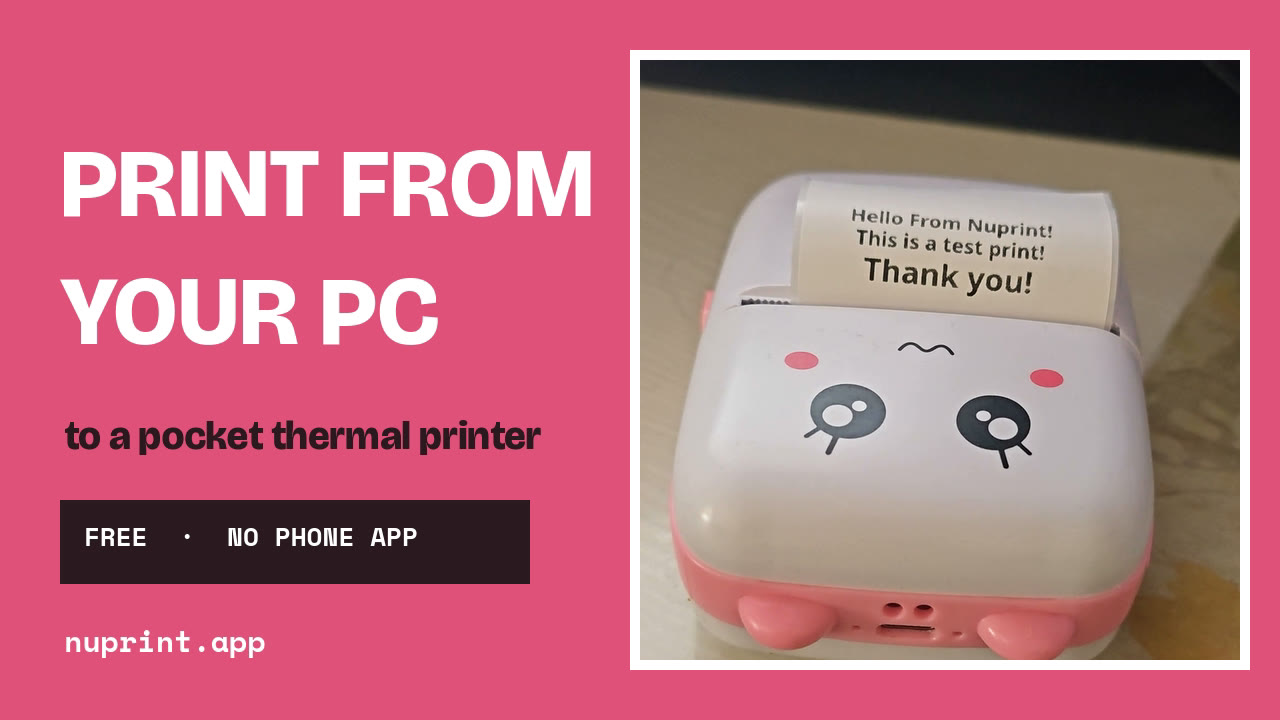 PRINT FROM
YOUR PC
to a pocket thermal printer
FREE · NO PHONE APP
nuprint.app
Hello From Nuprint!
This is a test print!
Thank you!